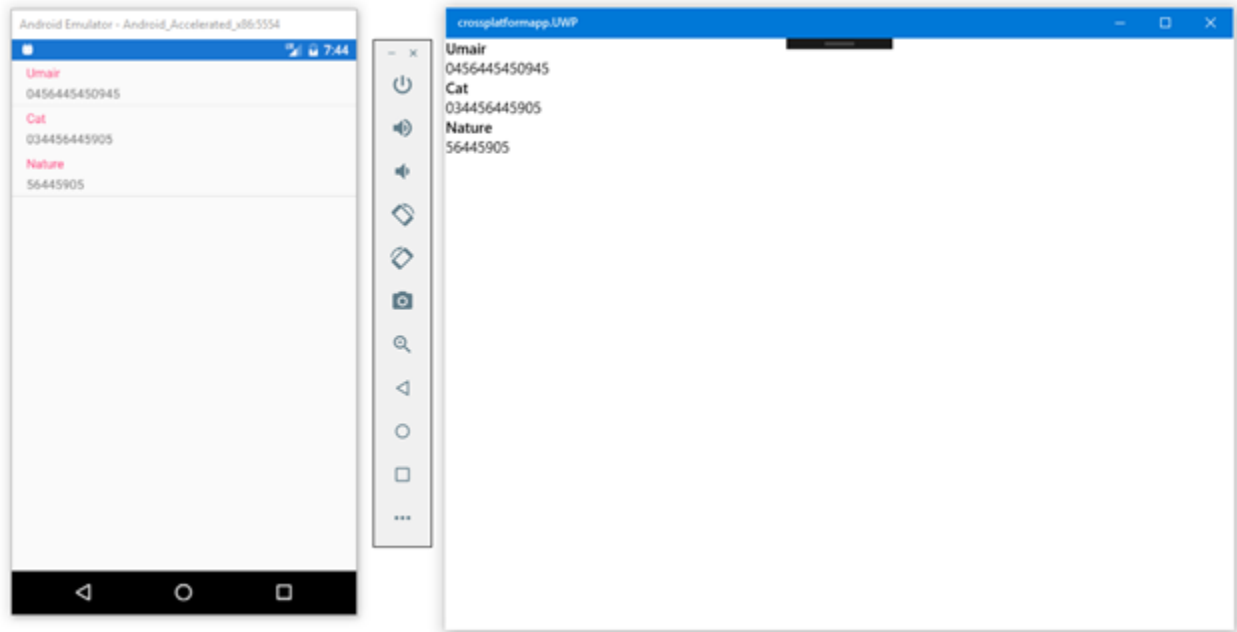 Android Emulator - Android_Accelerated_x86:5554
7:44
Umair
0456445450945
Cat
034456445905
Nature
56445905
crossplatformapp.UWP
Umair
0456445450945
Cat
034456445905
Nature
56445905